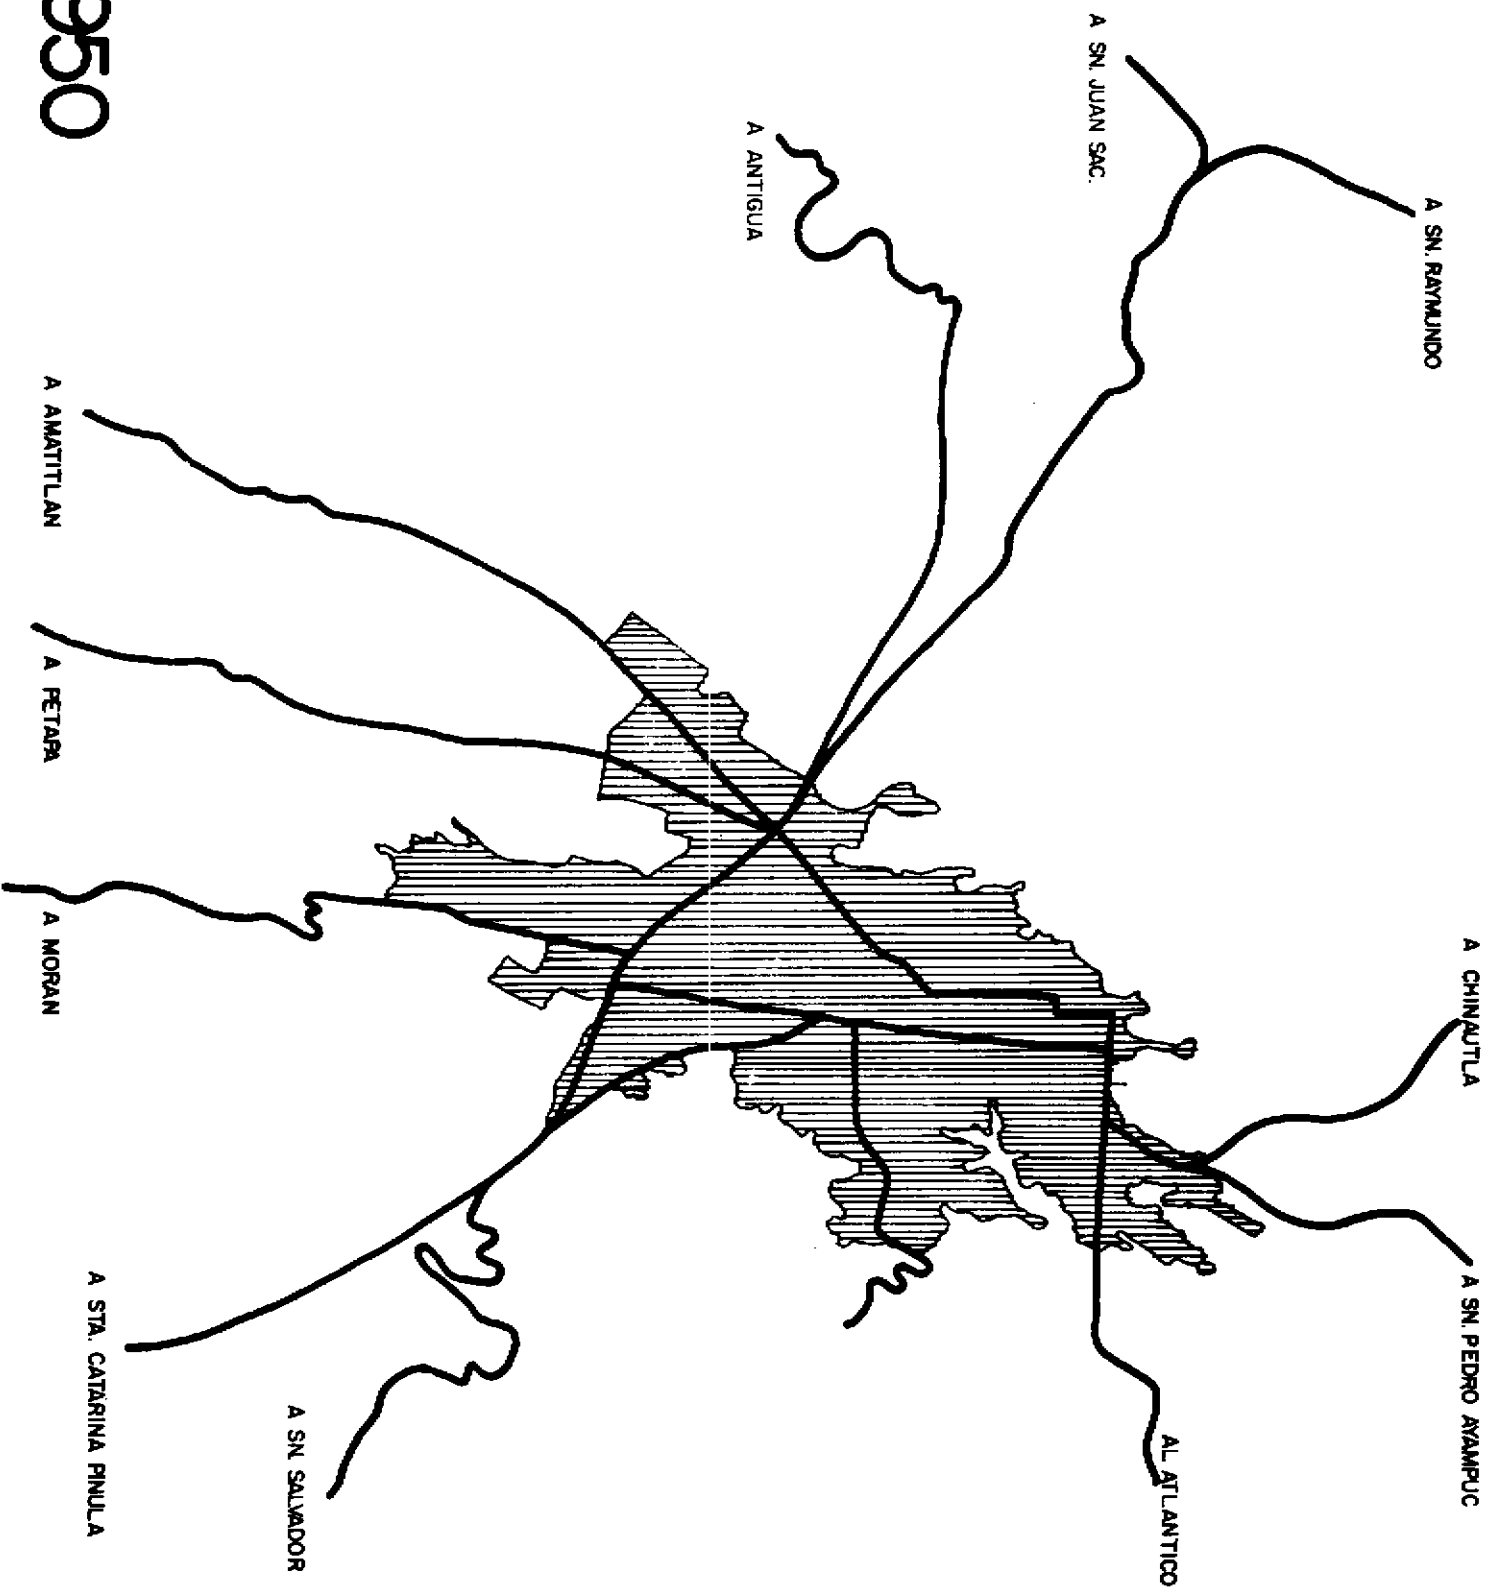 A CHINAUTLA
A SN. PEDRO AYAMPUC
A SN. RAYMUNDO
AL ATLANTICO
A SN. JUAN SAC.
A ANTIGUA
A SN. SALVADOR
A STA. CATARINA PINULA
A AMATITLAN
A PETAPA
A MORAN
950